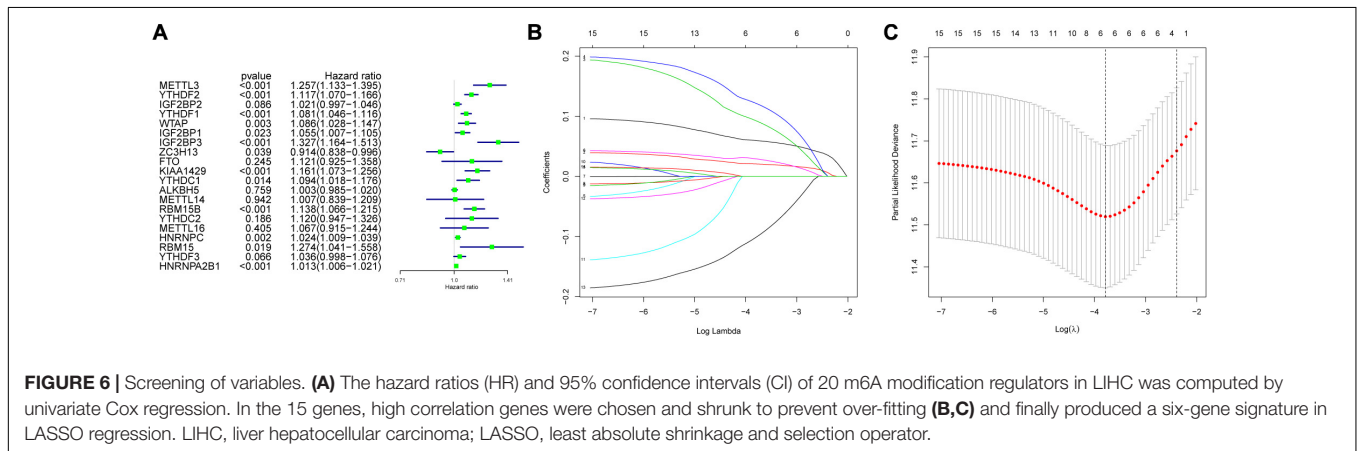 A
pvalue Hazard ratio
METTL3 <0.001 1.257(1.133−1.395)
YTHDF2 <0.001 1.117(1.070−1.166)
IGF2BP2 0.086 1.021(0.997−1.046)
YTHDF1 <0.001 1.081(1.046−1.116)
WTAP 0.003 1.086(1.028−1.147)
IGF2BP1 0.023 1.055(1.007−1.105)
IGF2BP3 <0.001 1.327(1.164−1.513)
ZC3H13 0.039 0.914(0.838−0.996)
FTO 0.245 1.121(0.925−1.358)
KIAA1429 <0.001 1.161(1.073−1.256)
YTHDC1 0.014 1.094(1.018−1.176)
ALKBH5 0.759 1.003(0.985−1.020)
METTL14 0.942 1.007(0.839−1.209)
RBM15B <0.001 1.138(1.066−1.215)
YTHDC2 0.186 1.120(0.947−1.326)
METTL16 0.405 1.067(0.915−1.244)
HNRNPC 0.002 1.024(1.009−1.039)
RBM15 0.019 1.274(1.041−1.558)
YTHDF3 0.066 1.036(0.998−1.076)
HNRNPA2B1 <0.001 1.013(1.006−1.021)
0.71 1.0 1.41
Hazard ratio
B
15 15 13 6 6 0
0.2
0.1
0.0
−0.1
−0.2
Coefficients
1
11
−7 −6 −5 −4 −3 −2
Log Lambda
C
15 15 15 14 13 11 10 8 6 6 6 6 4 1
11.9
11.8
11.7
11.6
11.5
11.4
Partial Likelihood Deviance
−7 −6 −5 −4 −3 −2
Log(λ)
FIGURE 6 | Screening of variables. (A) The hazard ratios (HR) and 95% confidence intervals (CI) of 20 m6A modification regulators in LIHC was computed by
univariate Cox regression. In the 15 genes, high correlation genes were chosen and shrunk to prevent over-fitting (B,C) and finally produced a six-gene signature in
LASSO regression. LIHC, liver hepatocellular carcinoma; LASSO, least absolute shrinkage and selection operator.